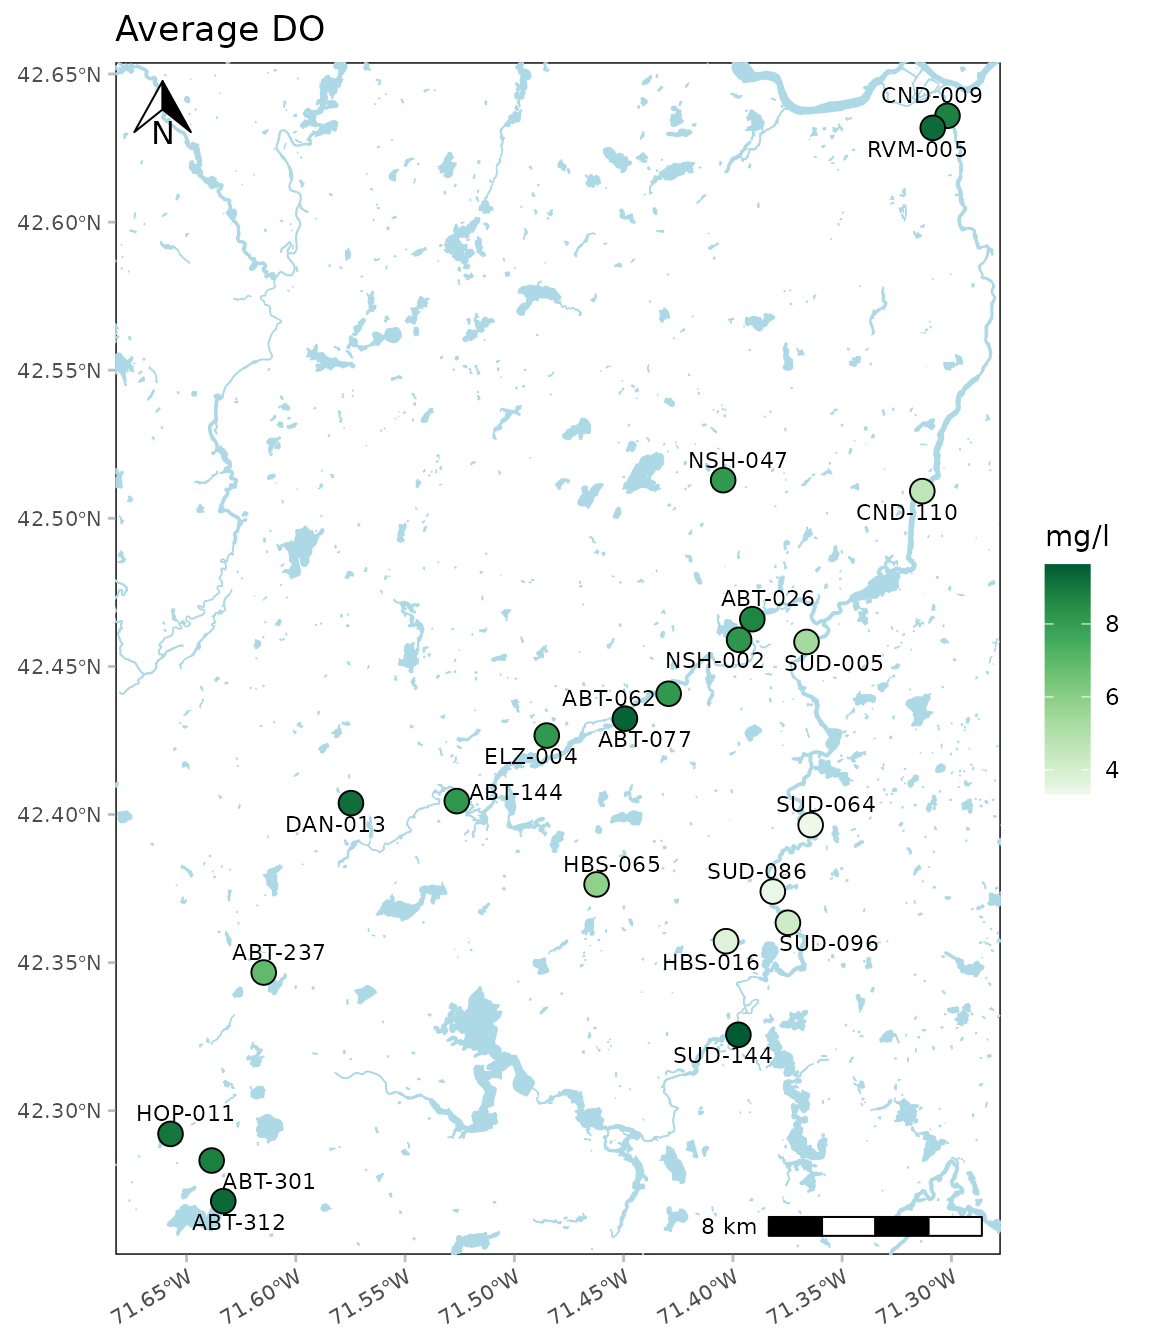 Average DO
42.65°N
42.60°N
42.55°N
42.50°N
42.45°N
42.40°N
42.35°N
42.30°N
N
CND-009
RVM-005
NSH-047
CND-110
ABT-026
NSH-002
SUD-005
ABT-062
ABT-077
ELZ-004
ABT-144
DAN-013
SUD-064
HBS-065
SUD-086
SUD-096
HBS-016
ABT-237
SUD-144
HOP-011
ABT-301
ABT-312
8 km
71.65°W
71.60°W
71.55°W
71.50°W
71.45°W
71.40°W
71.35°W
71.30°W
mg/l
8
6
4